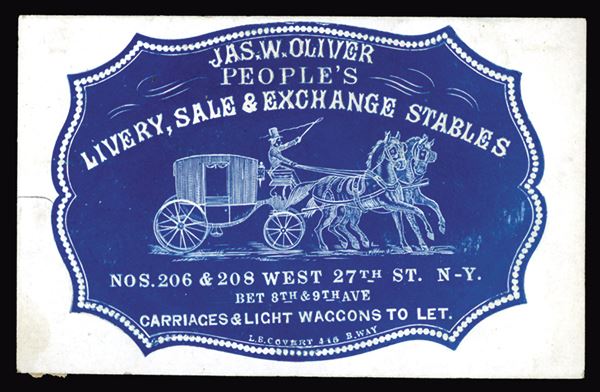 JAS. W. OLIVER
PEOPLE'S
LIVERY, SALE & EXCHANGE STABLES
NOS. 206 & 208 WEST 27TH ST. N-Y.
BET 8TH & 9TH AVE
CARRIAGES & LIGHT WAGGONS TO LET.
L.S. COVERT 416 B.WAY